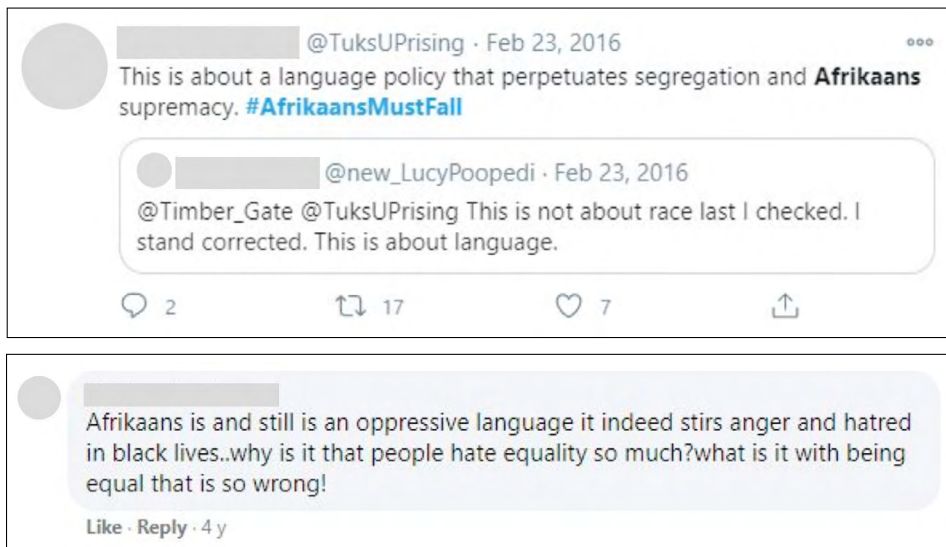 @TuksUPrising · Feb 23, 2016
This is about a language policy that perpetuates segregation and Afrikaans
supremacy. #AfrikaansMustFall
@new_LucyPoopedi · Feb 23, 2016
@Timber_Gate @TuksUPrising This is not about race last I checked. I
stand corrected. This is about language.
2 17 7
Afrikaans is and still is an oppressive language it indeed stirs anger and hatred
in black lives..why is it that people hate equality so much?what is it with being
equal that is so wrong!
Like · Reply · 4 y